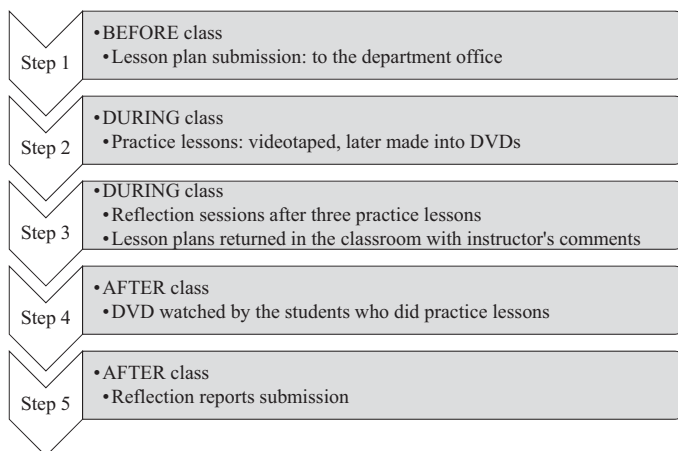 Step 1
•BEFORE class
•Lesson plan submission: to the department office
Step 2
•DURING class
•Practice lessons: videotaped, later made into DVDs
Step 3
•DURING class
•Reflection sessions after three practice lessons
•Lesson plans returned in the classroom with instructor's comments
Step 4
•AFTER class
•DVD watched by the students who did practice lessons
Step 5
•AFTER class
•Reflection reports submission